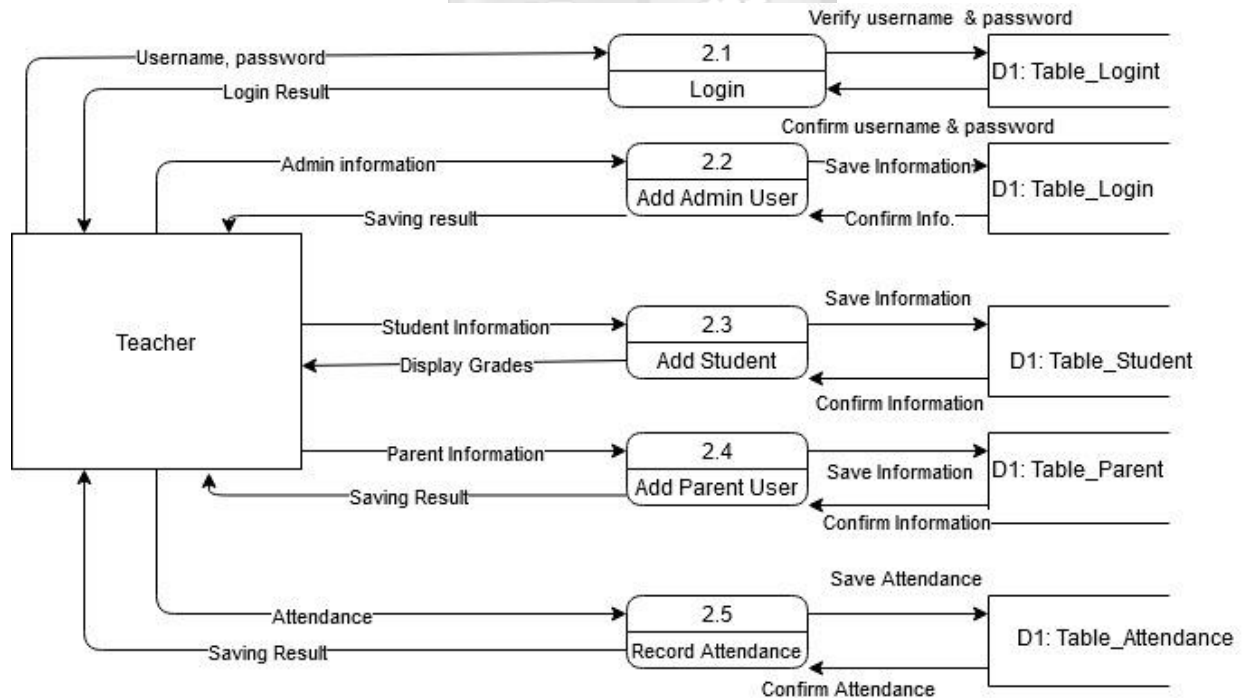 Verify username & password
Username, password
2.1
Login
D1: Table_Logint
Login Result
Confirm username & password
Admin information
2.2
Add Admin User
Save Information
D1: Table_Login
Saving result
Confirm Info.
Teacher
Student Information
2.3
Add Student
Save Information
D1: Table_Student
Display Grades
Confirm Information
Parent Information
2.4
Add Parent User
Save Information
D1: Table_Parent
Saving Result
Confirm Information
Attendance
2.5
Record Attendance
Save Attendance
D1: Table_Attendance
Saving Result
Confirm Attendance